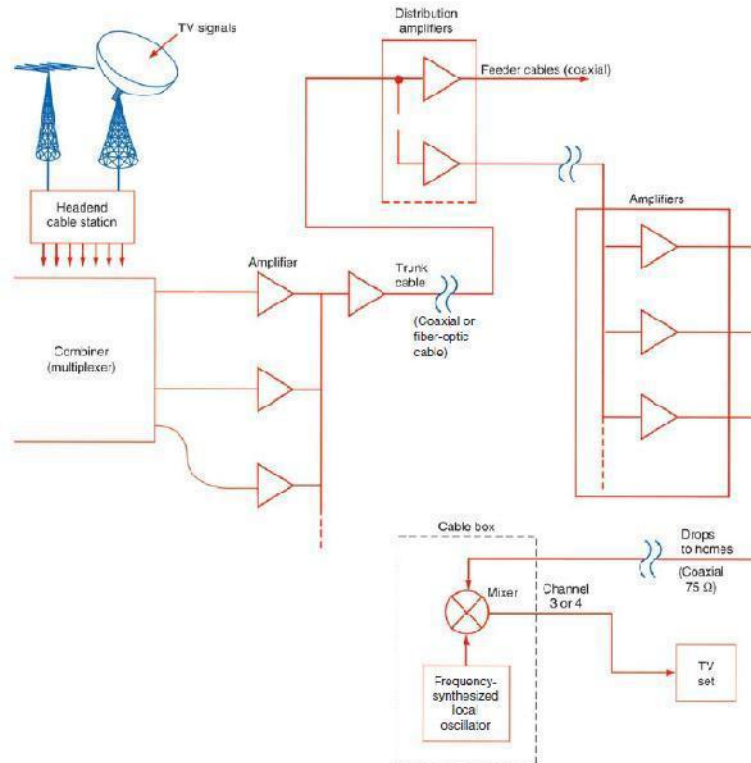 TV signals
Distribution
amplifiers
Feeder cables (coaxial)
Headend
cable station
Amplifiers
Amplifier
Trunk
cable
(Coaxial or
fiber-optic
cable)
Combiner
(multiplexer)
Cable box
Drops
to homes
(Coaxial
75 Ω)
Mixer
Channel
3 or 4
TV
set
Frequency-
synthesized
local
oscillator